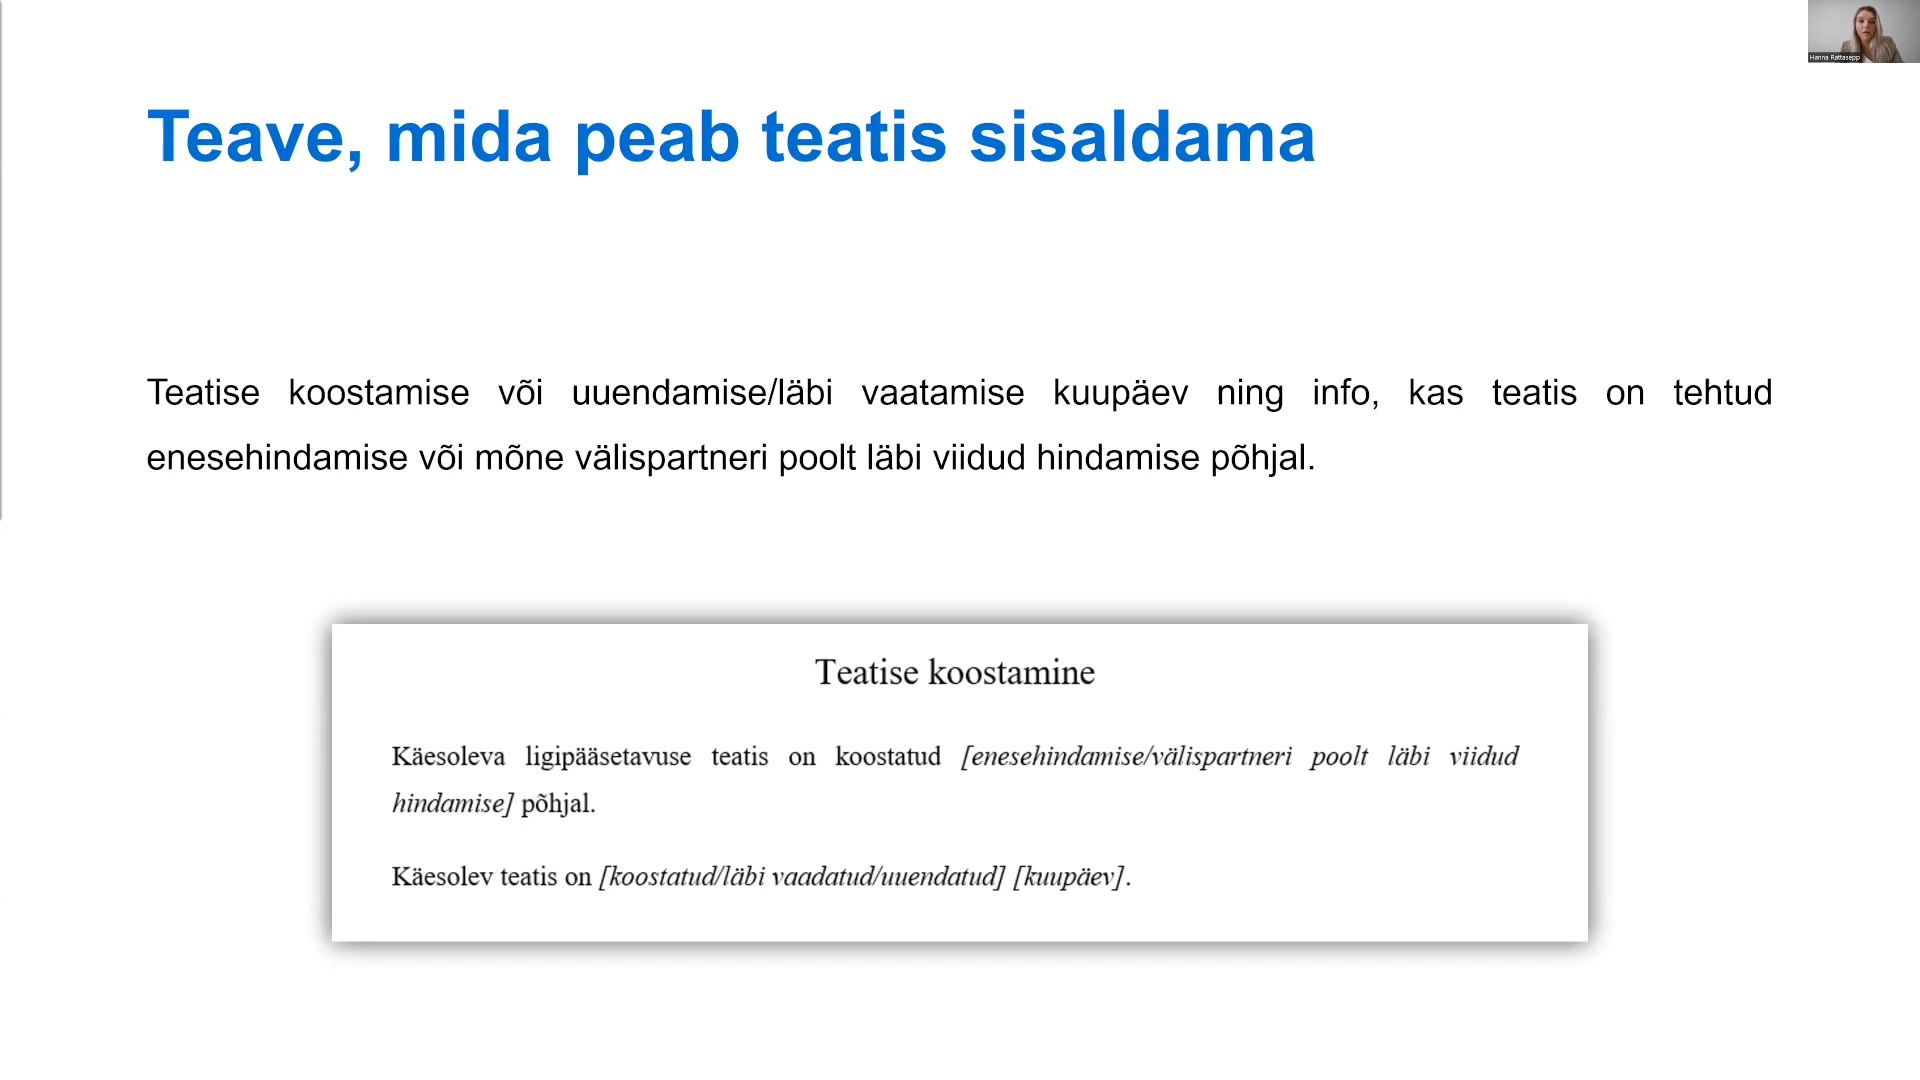 Hanna Rattasepp
Teave, mida peab teatis sisaldama
Teatise koostamise või uuendamise/läbi vaatamise kuupäev ning info, kas teatis on tehtud
enesehindamise või mõne välispartneri poolt läbi viidud hindamise põhjal.
Teatise koostamine
Käesoleva ligipääsetavuse teatis on koostatud [enesehindamise/välispartneri poolt läbi viidud
hindamise] põhjal.
Käesolev teatis on [koostatud/läbi vaadatud/uuendatud] [kuupäev].